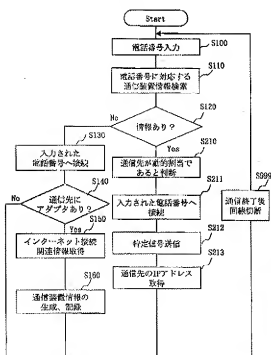 Start
電話番号入力
S100
電話番号に対応する
通信装置情報検索
S110
情報あり？
S120
No
Yes
S130
入力された
電話番号へ接続
S210
通信先が動的割当で
あると判断
S140
通信先に
アダプタあり？
No
Yes
S211
入力された電話番号へ
接続
S150
インターネット接続
関連情報取得
S212
特定信号送信
S213
通信先のIPアドレス
取得
S160
通信装置情報の
生成、記録
S099
通信終了後
回線切断